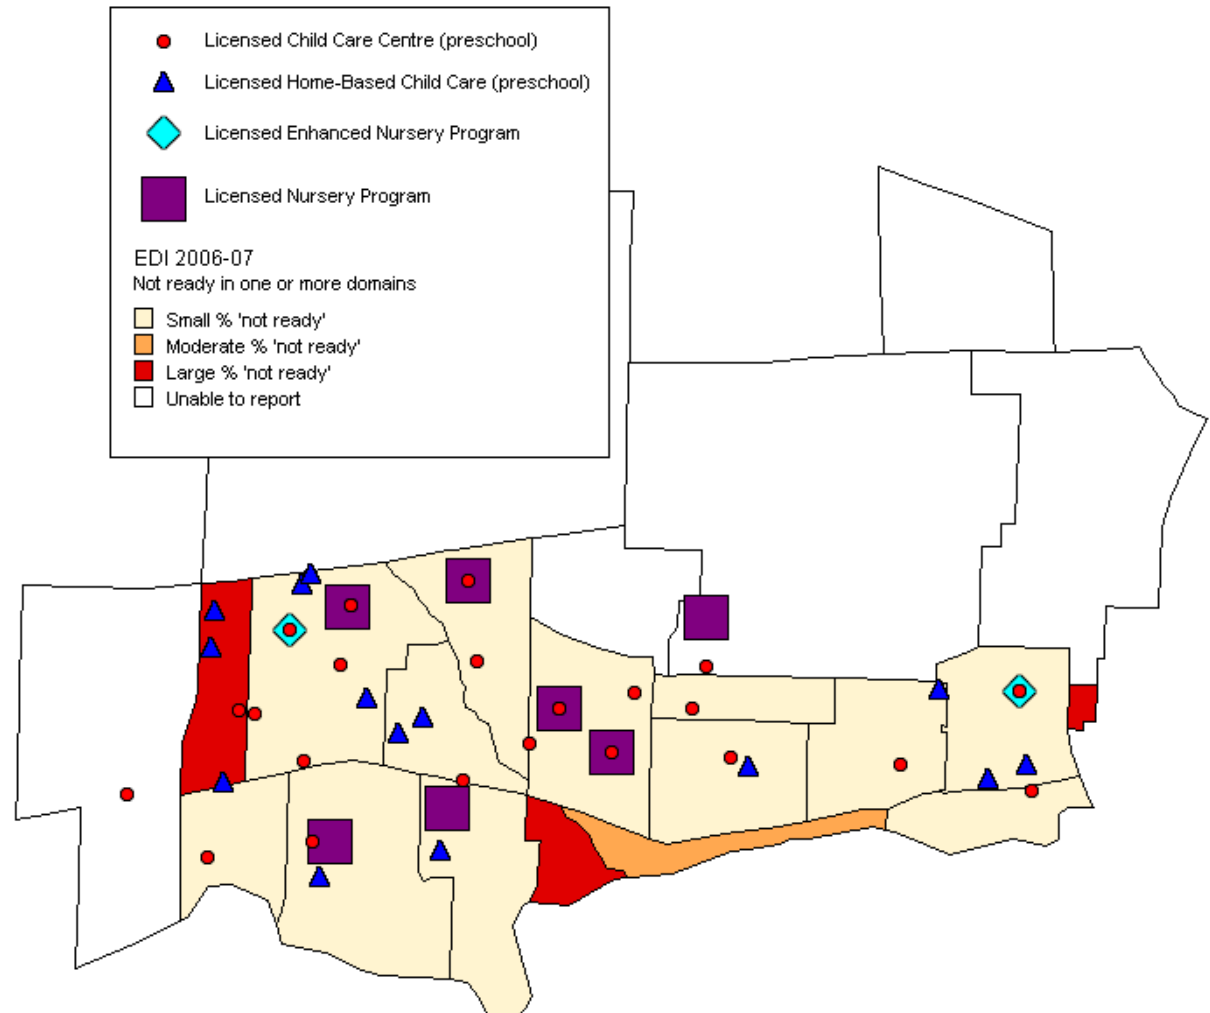 Licensed Child Care Centre (preschool)
Licensed Home-Based Child Care (preschool)
Licensed Enhanced Nursery Program
Licensed Nursery Program
EDI 2006-07
Not ready in one or more domains
Small % 'not ready'
Moderate % 'not ready'
Large % 'not ready'
Unable to report